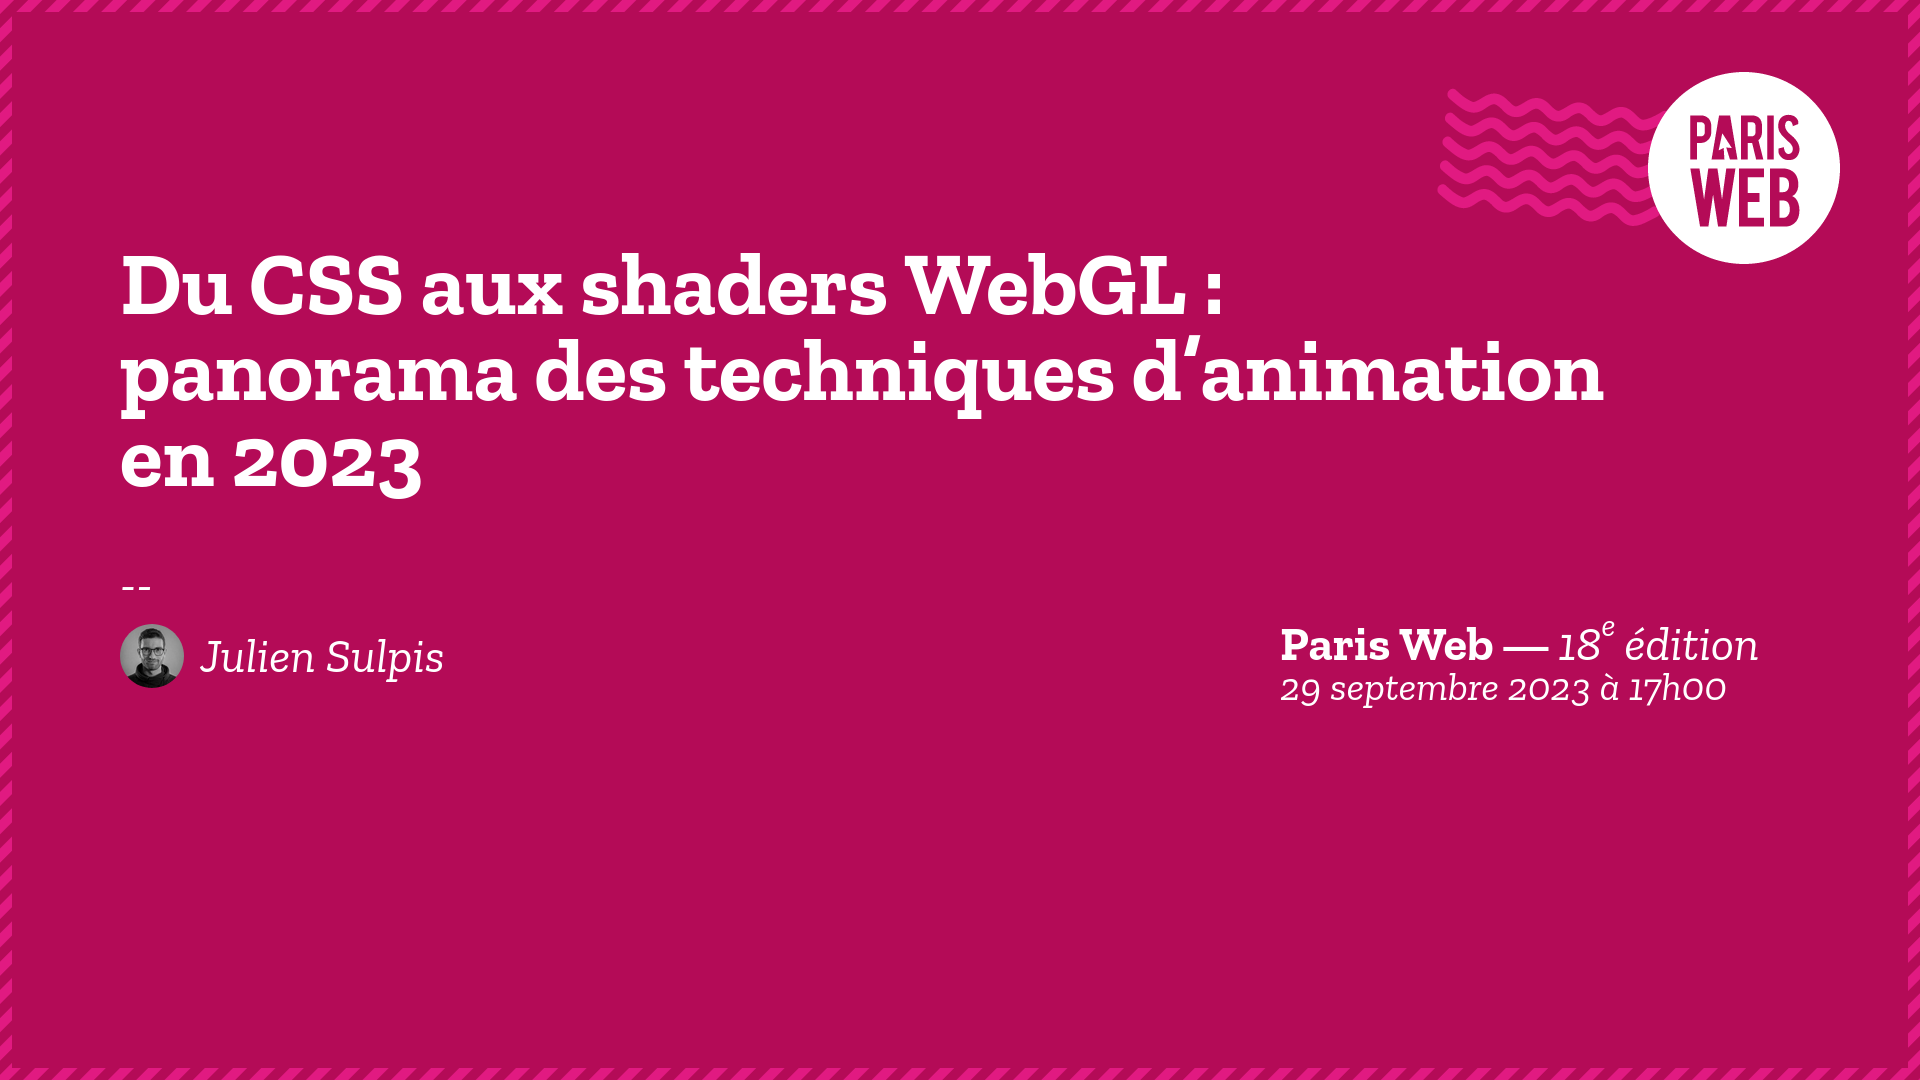 PARIS
WEB
Du CSS aux shaders WebGL :
panorama des techniques d’animation
en 2023
--
Julien Sulpis
Paris Web — 18e édition
29 septembre 2023 à 17h00